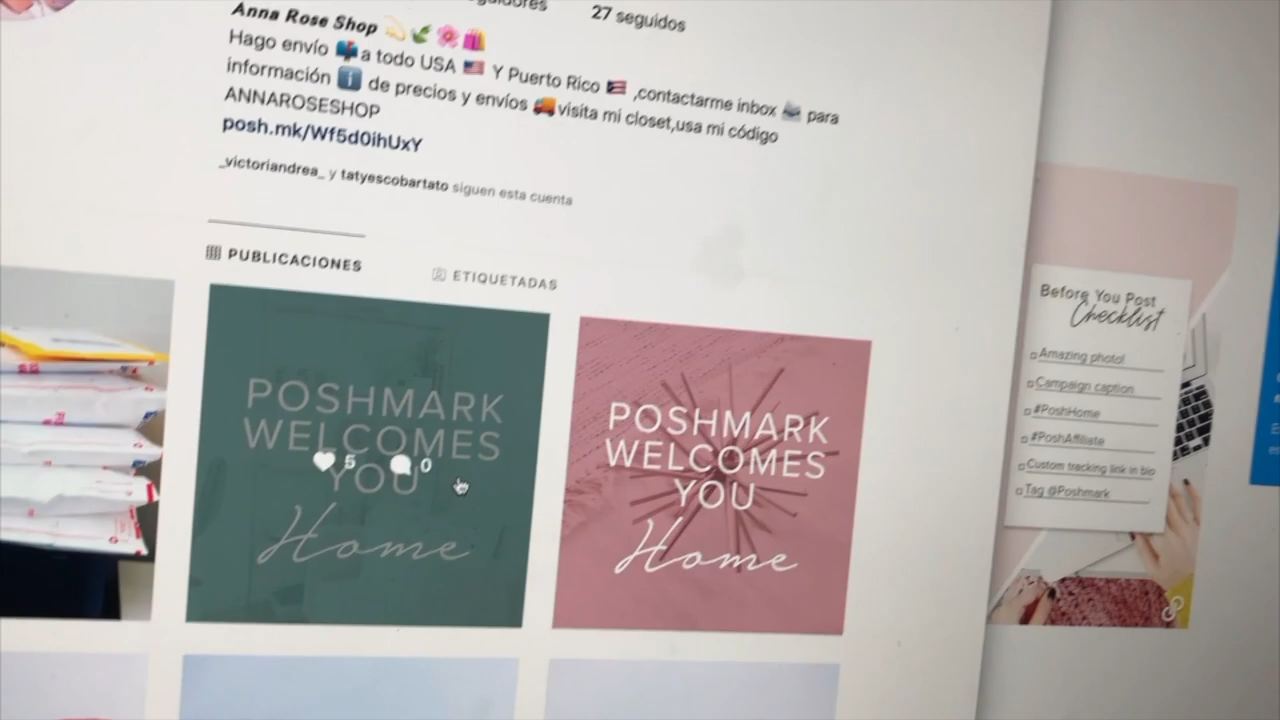 27 seguidos
Anna Rose Shop 💫🌿🌸🛍️
Hago envío 📫 a todo USA 🇺🇸 Y Puerto Rico 🇵🇷 ,contactarme inbox 📨 para
información ℹ️ de precios y envíos 🚚 visita mi closet,usa mi código
ANNAROSESHOP
posh.mk/Wf5d0ihUxY
_victoriandrea_ y tatyescobartato siguen esta cuenta
PUBLICACIONES
ETIQUETADAS
POSHMARK
WELCOMES
YOU
Home
5 0
POSHMARK
WELCOMES
YOU
Home
Before You Post
Checklist
Amazing photo!
Campaign caption
#PoshHome
#PoshAffiliate
Custom tracking link in bio
Tag @Poshmark